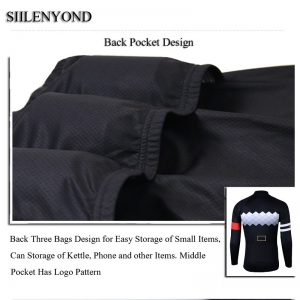 SIILENYOND
Back Pocket Design
Back Three Bags Design for Easy Storage of Small Items,
Can Storage of Kettle, Phone and other Items. Middle
Pocket Has Logo Pattern